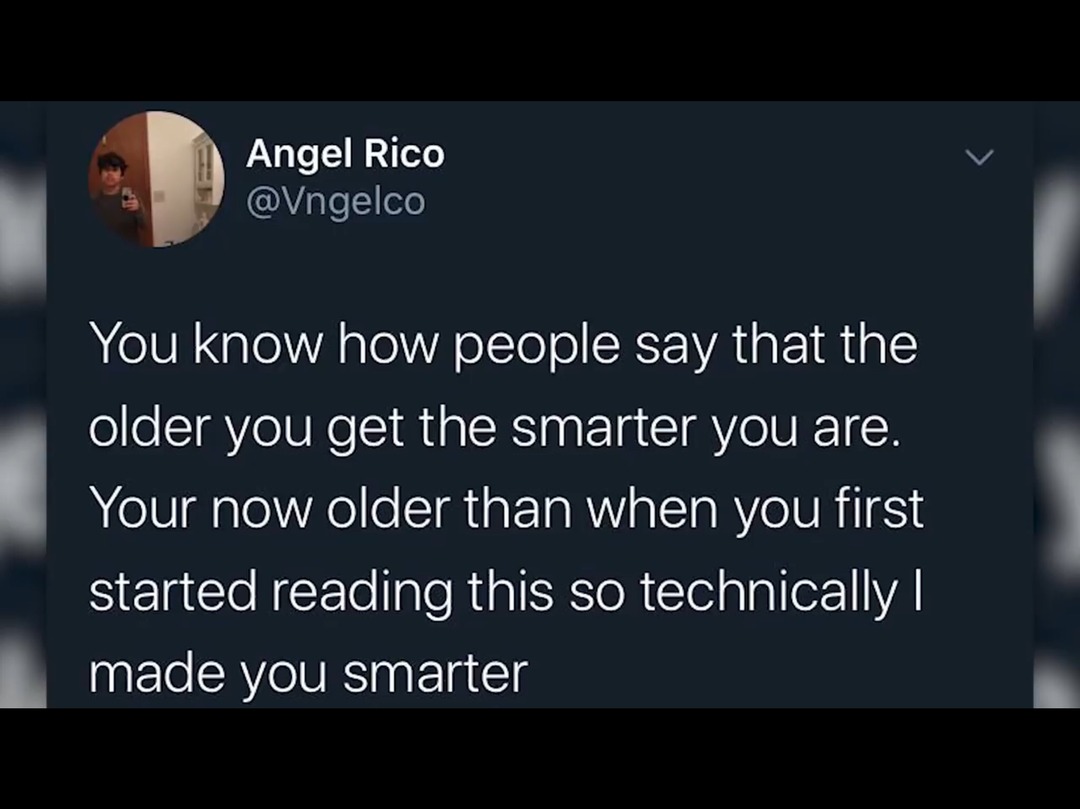 Angel Rico
@Vngelco
You know how people say that the
older you get the smarter you are.
Your now older than when you first
started reading this so technically I
made you smarter